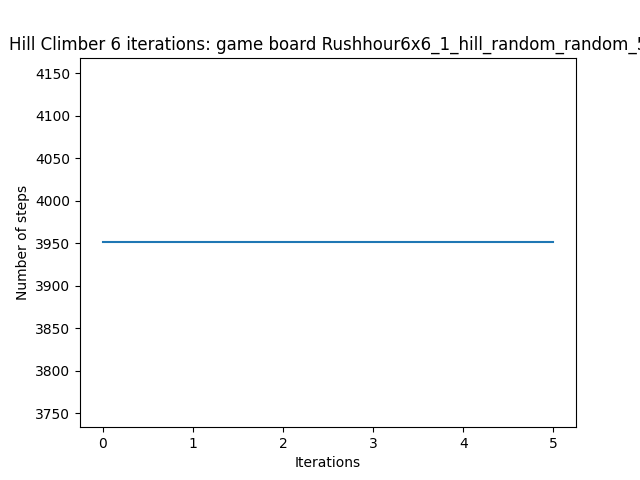 Hill Climber 6 iterations: game board Rushhour6x6_1_hill_random_random_5
4150
4100
4050
4000
3950
3900
3850
3800
3750
Number of steps
0 1 2 3 4 5
Iterations